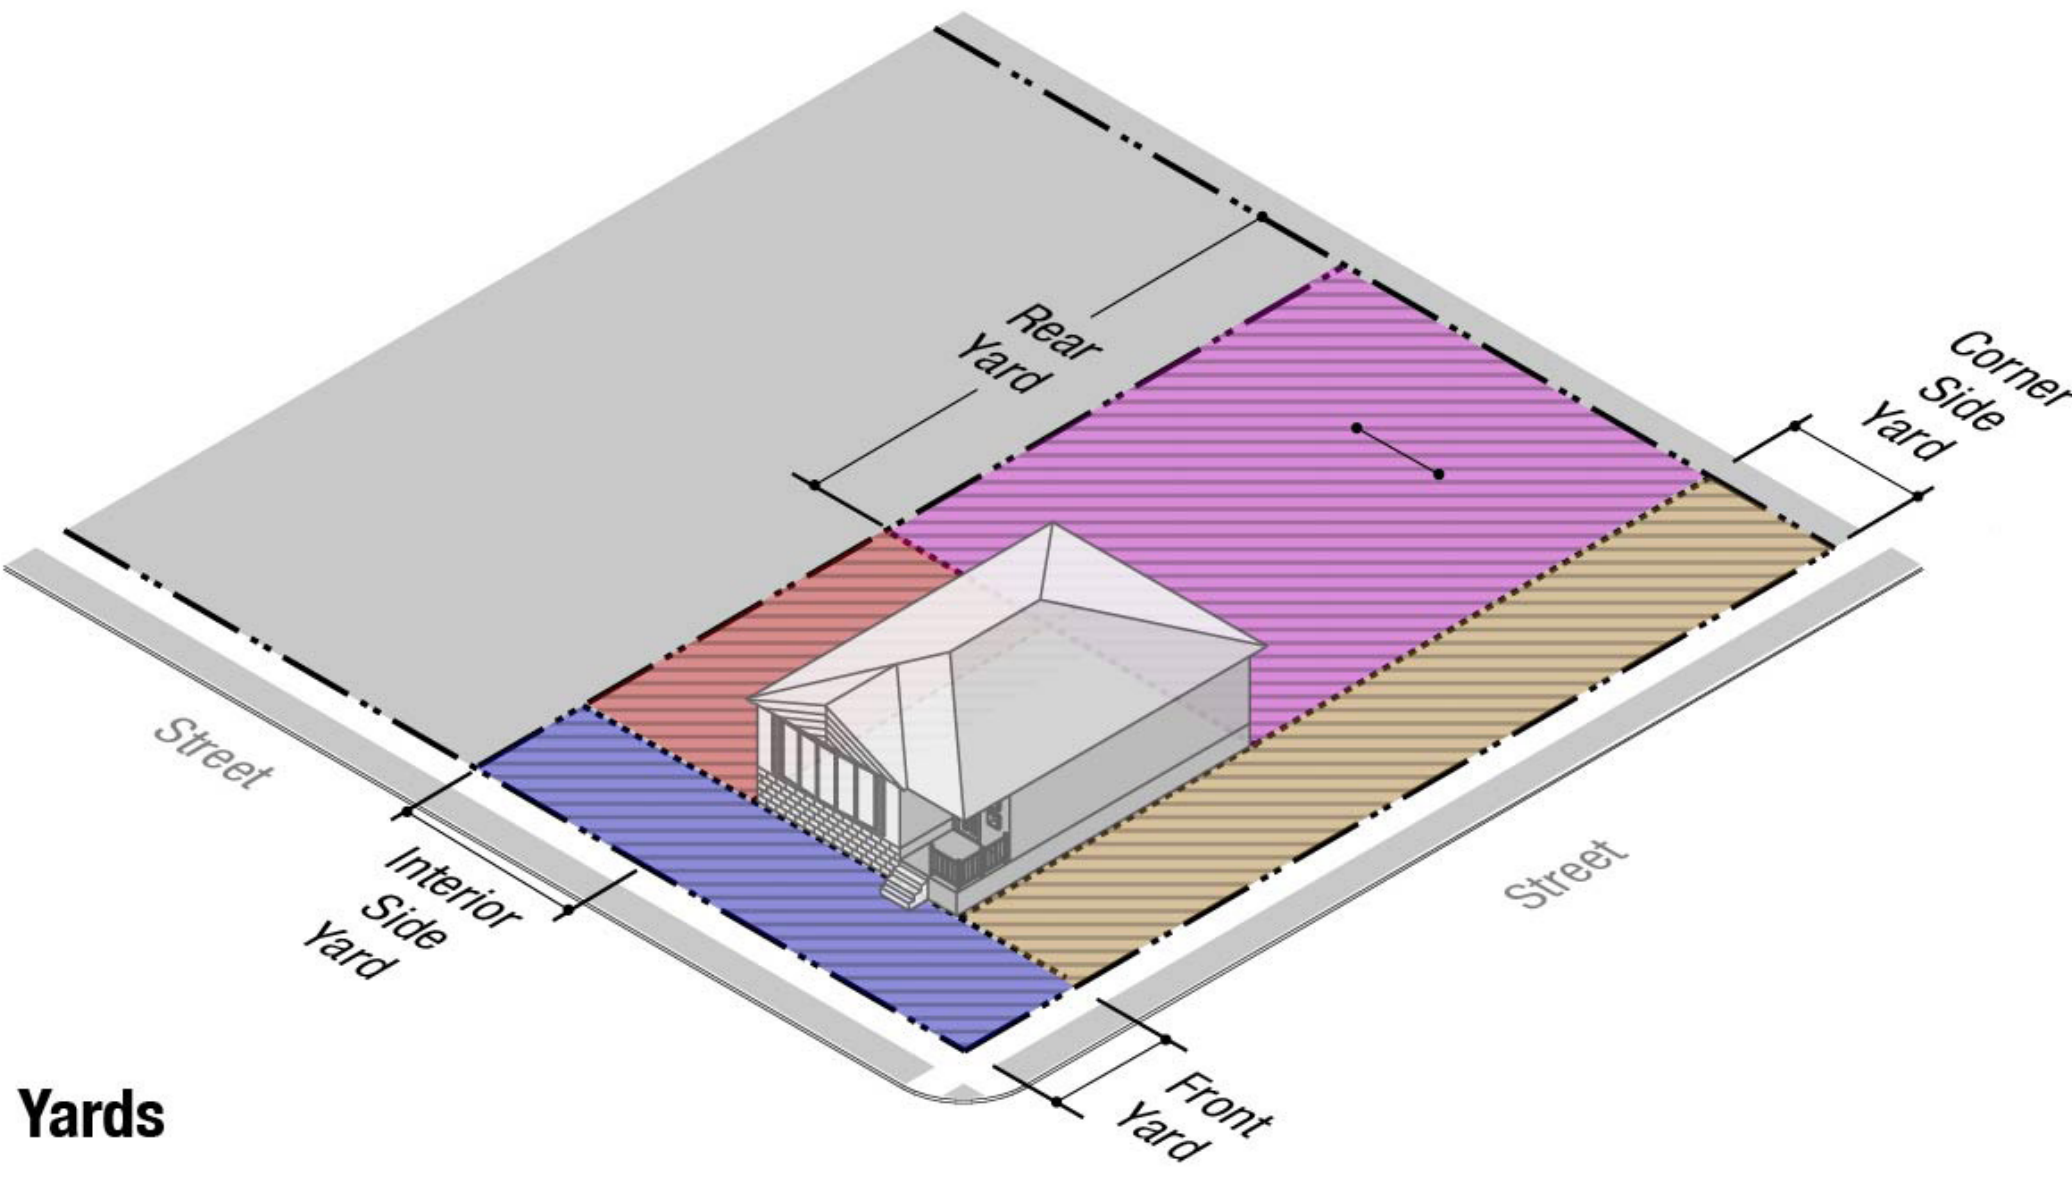 Rear
Yard
Corner
Side
Yard
Street
Interior
Side
Yard
Street
Front
Yard
Yards